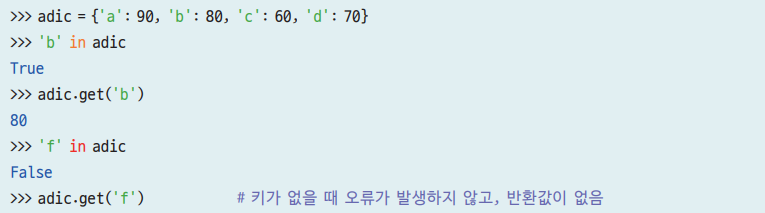 >>> adic = {'a': 90, 'b': 80, 'c': 60, 'd': 70}
>>> 'b' in adic
True
>>> adic.get('b')
80
>>> 'f' in adic
False
>>> adic.get('f') # 키가 없을 때 오류가 발생하지 않고, 반환값이 없음